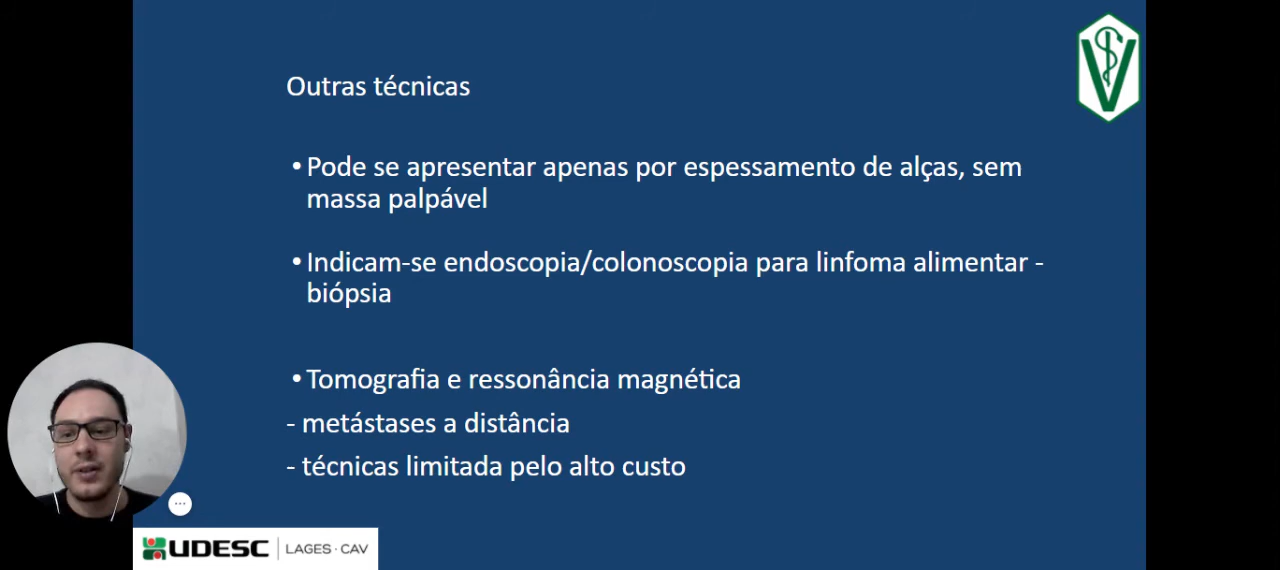 Outras técnicas
• Pode se apresentar apenas por espessamento de alças, sem
massa palpável
• Indicam-se endoscopia/colonoscopia para linfoma alimentar -
biópsia
• Tomografia e ressonância magnética
- metástases a distância
- técnicas limitada pelo alto custo
UDESC | LAGES · CAV
V